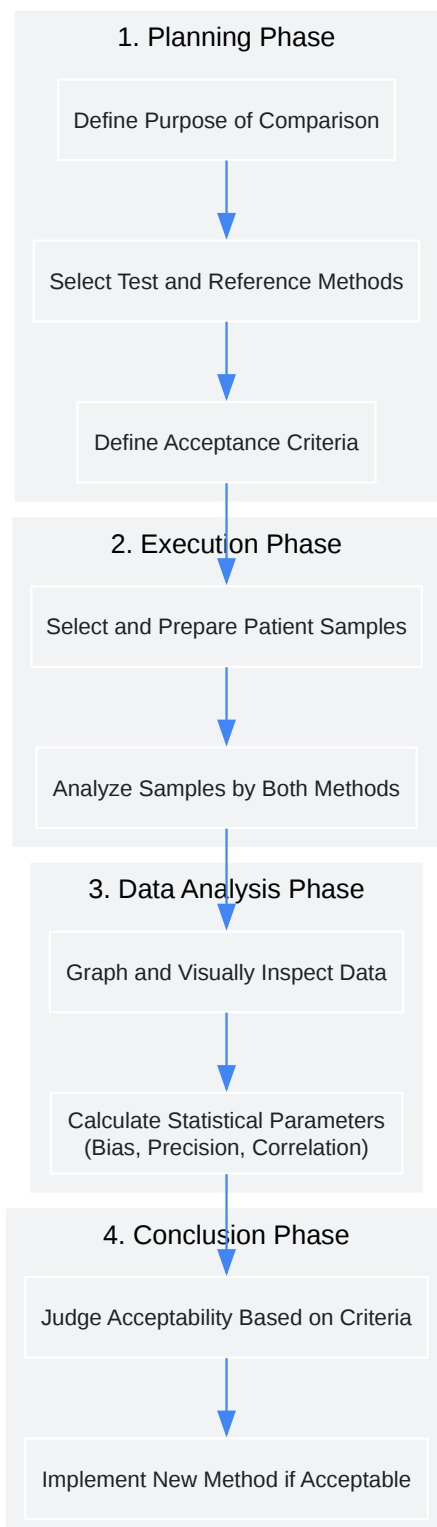 1. Planning Phase
Define Purpose of Comparison
Select Test and Reference Methods
Define Acceptance Criteria
2. Execution Phase
Select and Prepare Patient Samples
Analyze Samples by Both Methods
3. Data Analysis Phase
Graph and Visually Inspect Data
Calculate Statistical Parameters
(Bias, Precision, Correlation)
4. Conclusion Phase
Judge Acceptability Based on Criteria
Implement New Method if Acceptable